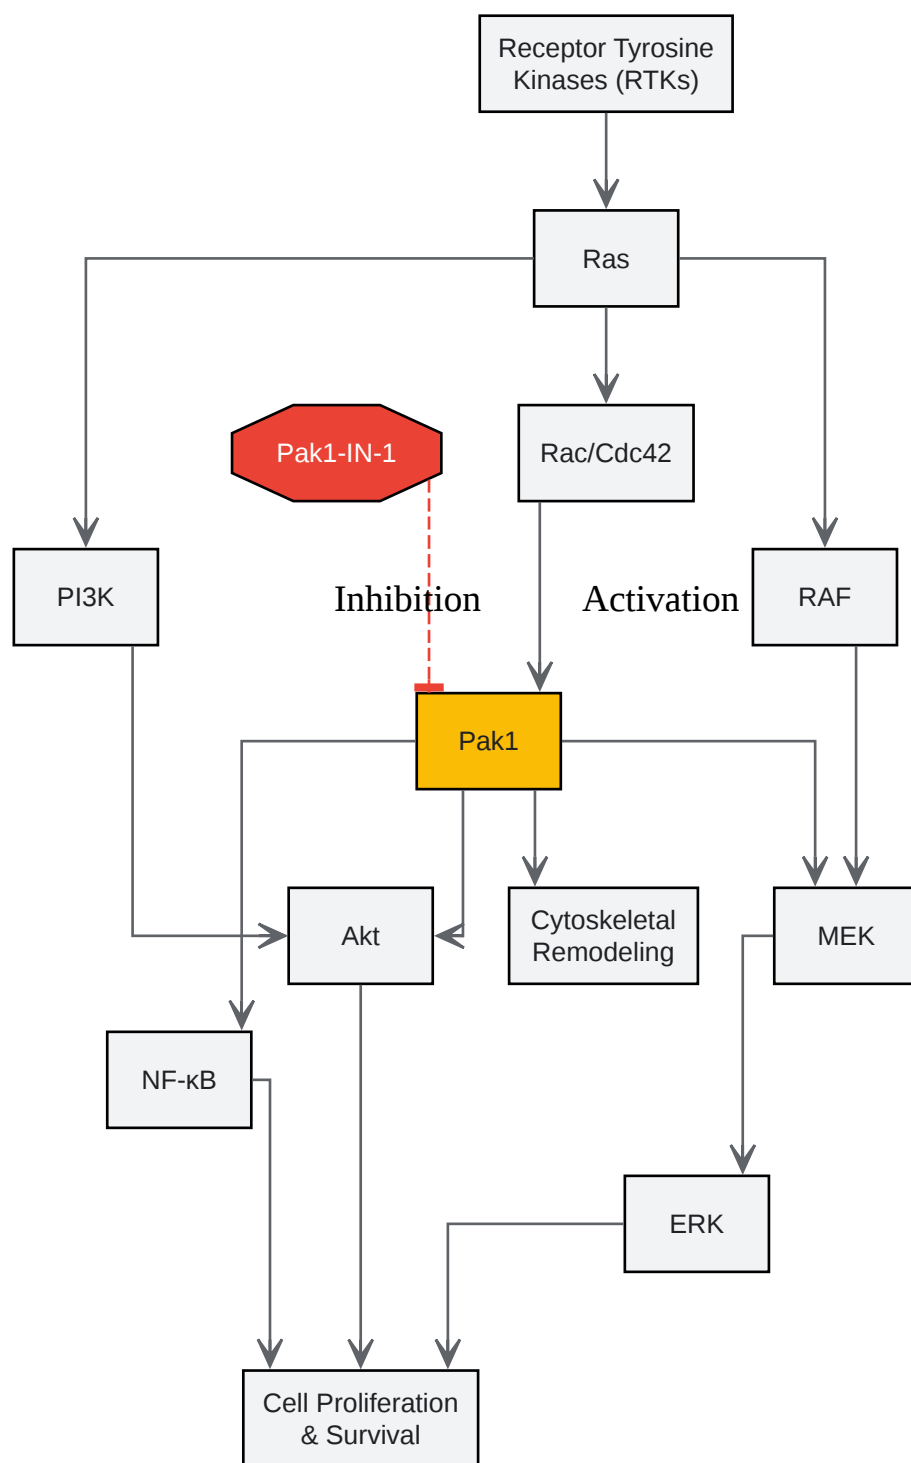 Receptor Tyrosine
Kinases (RTKs)
Ras
Pak1-IN-1
Rac/Cdc42
PI3K
Inhibition
Activation
RAF
Pak1
Akt
Cytoskeletal
Remodeling
MEK
NF-κB
ERK
Cell Proliferation
& Survival